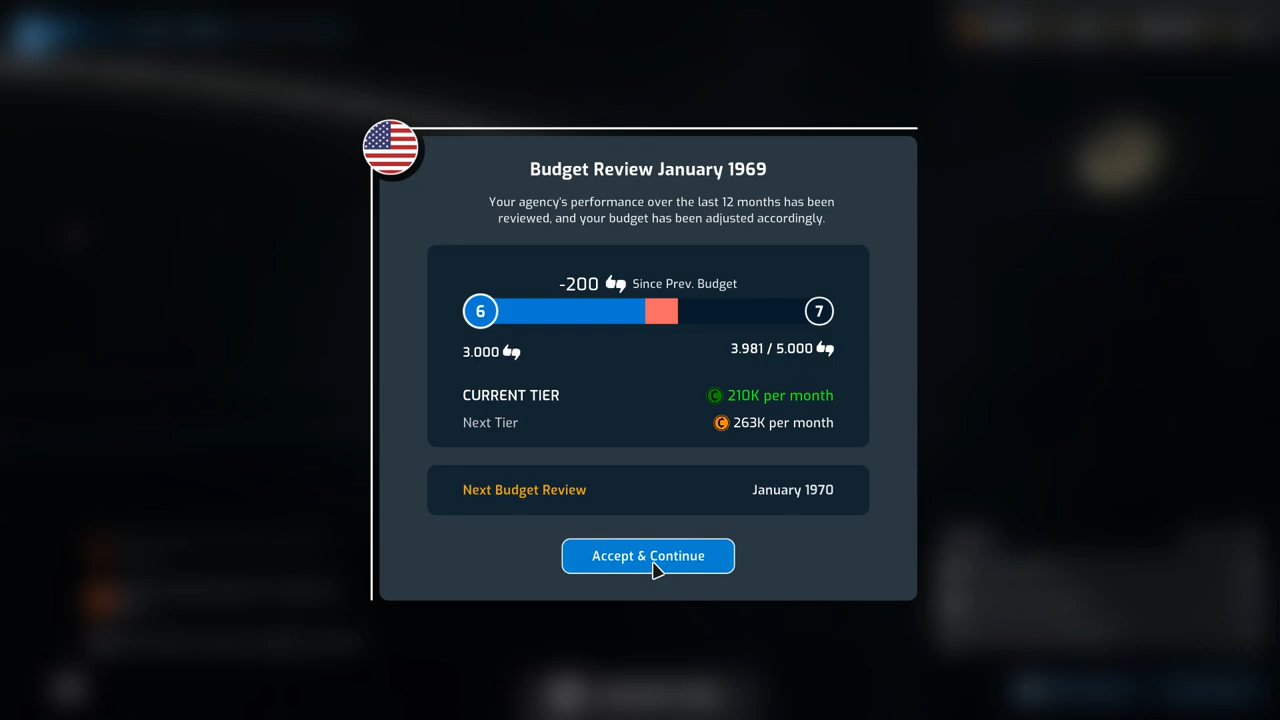 Budget Review January 1969
Your agency's performance over the last 12 months has been
reviewed, and your budget has been adjusted accordingly.
-200 Since Prev. Budget
6 7
3.000 3.981 / 5.000
CURRENT TIER C 210K per month
Next Tier C 263K per month
Next Budget Review January 1970
Accept & Continue